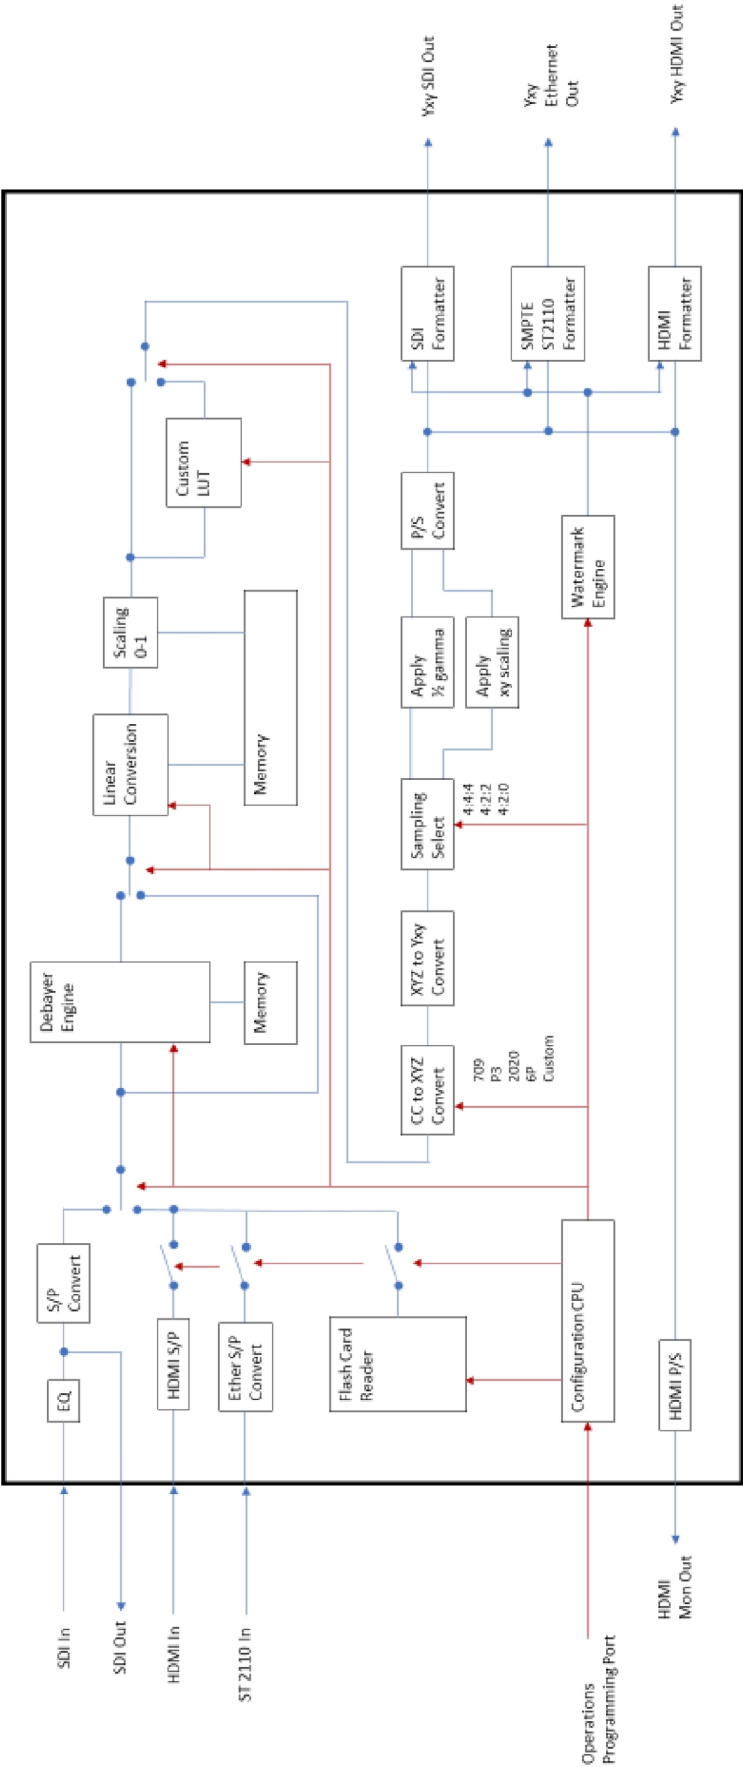 SDI In
SDI Out
HDMI In
ST 2110 In
Operations
Programming Port
HDMI
Mon Out
EQ
S/P
Convert
HDMI S/P
Ether S/P
Convert
Flash Card
Reader
Configuration CPU
HDMI P/S
Debayer
Engine
Memory
Linear
Conversion
Scaling
0-1
Memory
Custom
LUT
CC to XYZ
Convert
709
P3
2020
6P
Custom
XYZ to Yxy
Convert
Sampling
Select
4:4:4
4:2:2
4:2:0
Apply
½ gamma
Apply
xy scaling
P/S
Convert
Watermark
Engine
SDI
Formatter
SMPTE
ST2110
Formatter
HDMI
Formatter
Yxy SDI Out
Yxy
Ethernet
Out
Yxy HDMI Out